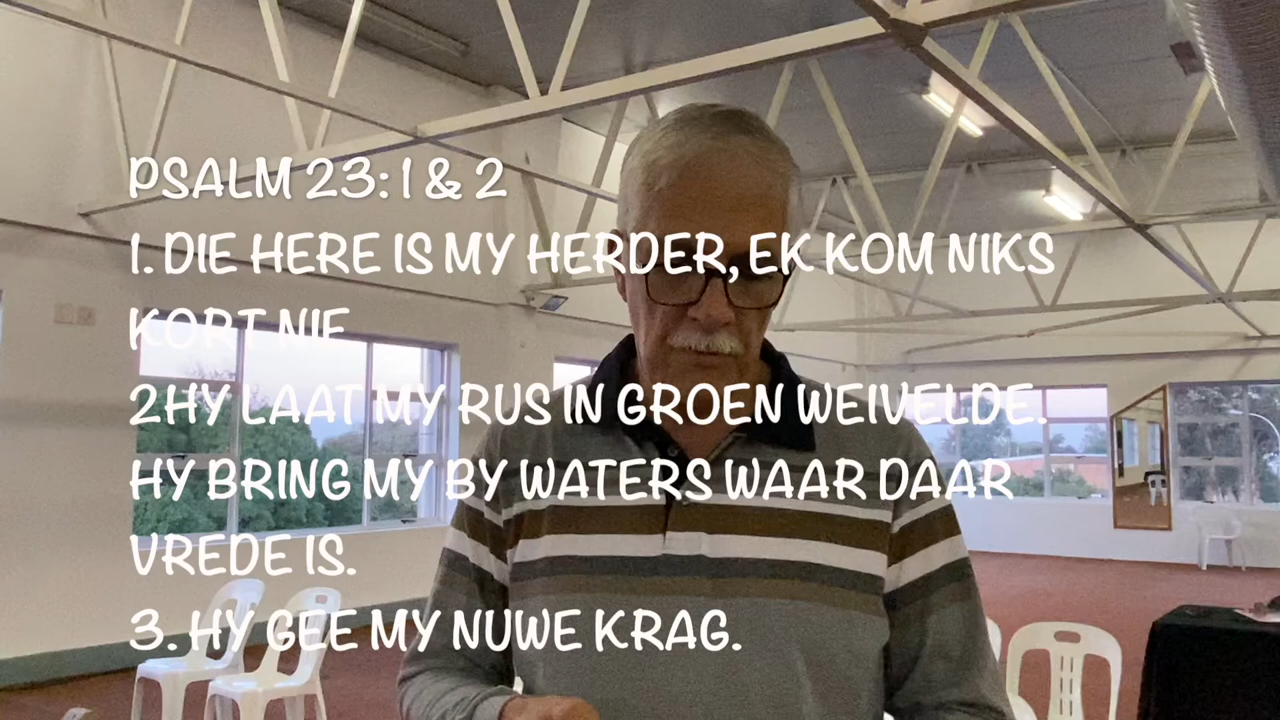 PSALM 23: 1 & 2
1. DIE HERE IS MY HERDER, EK KOM NIKS
KORT NIE
2HY LAAT MY RUS IN GROEN WEIVELDE.
HY BRING MY BY WATERS WAAR DAAR
VREDE IS.
3. HY GEE MY NUWE KRAG.